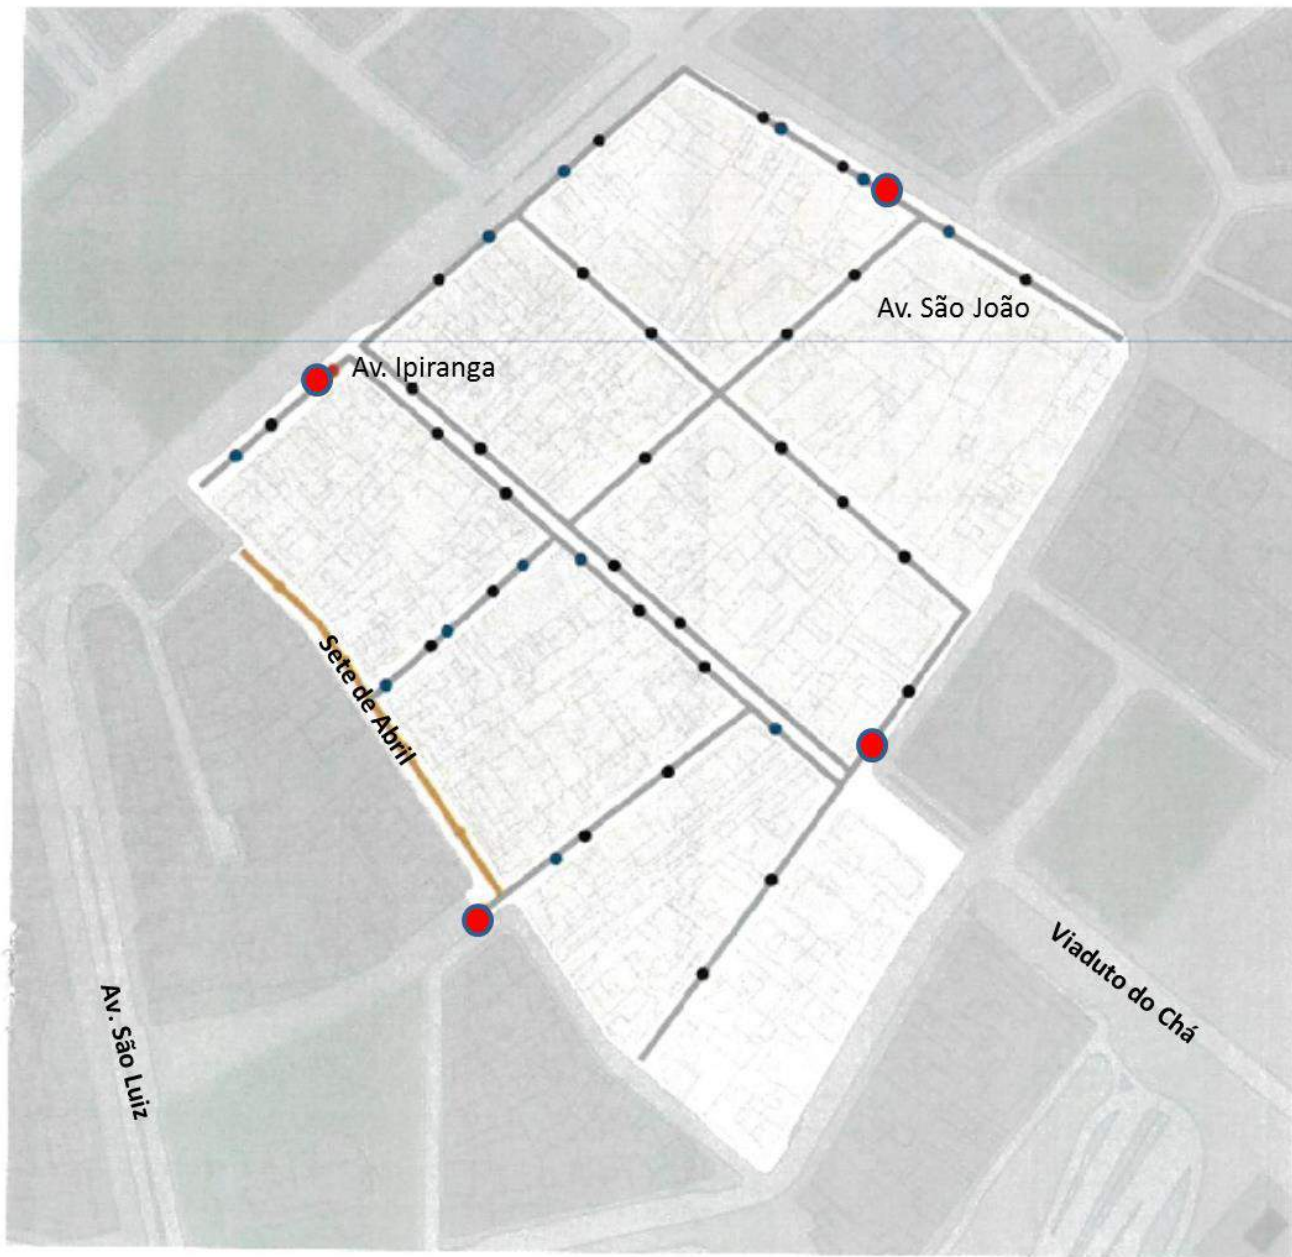 Av. São João
Av. Ipiranga
Sete de Abril
Viaduto do Chá
Av. São Luiz